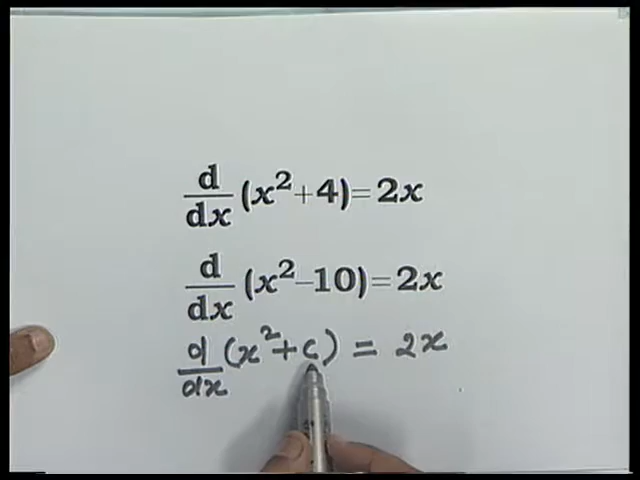 d/dx (x²+4)=2x
d/dx (x²–10)=2x
d/dx (x²+c) = 2x